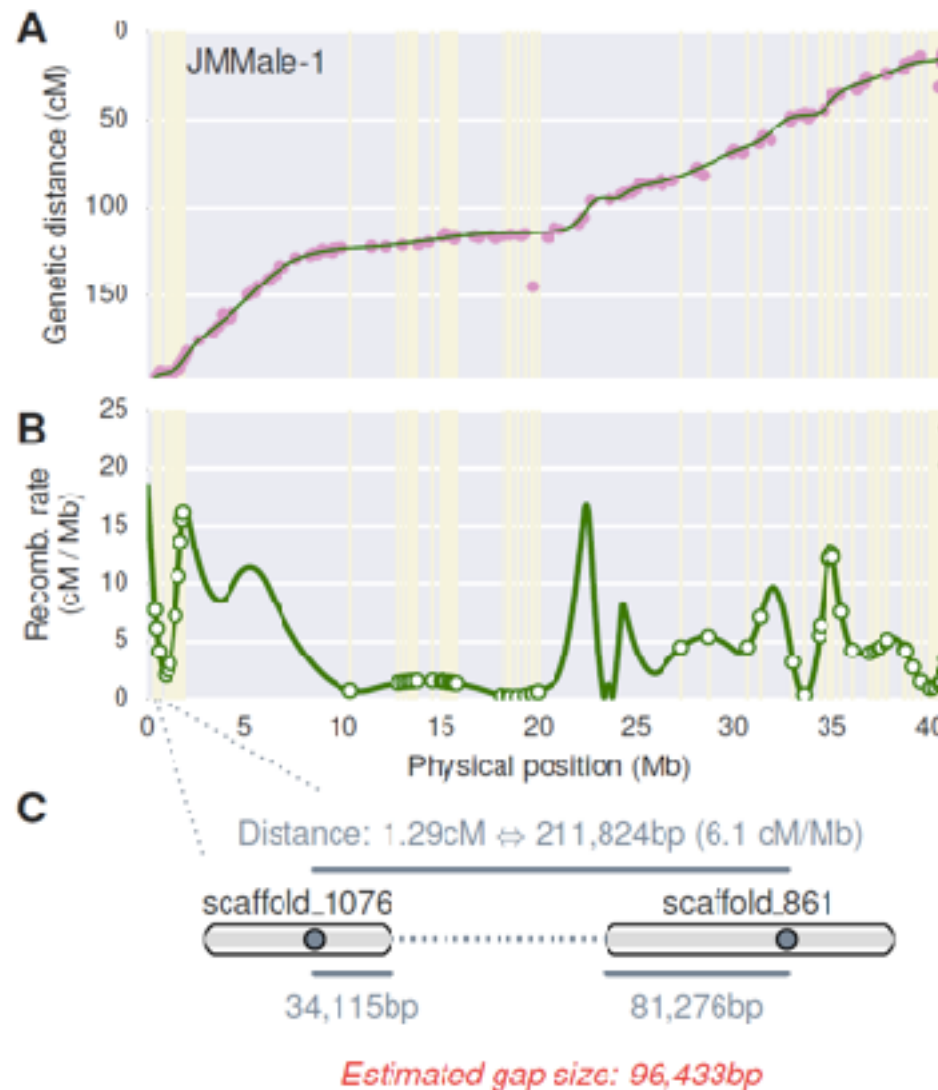 A
JMMale-1
Genetic distance (cM)
0
50
100
150
B
Recomb. rate
(cM / Mb)
25
20
15
10
5
0
0 5 10 15 20 25 30 35 40
Physical position (Mb)
C
Distance: 1.29cM ⇔ 211,824bp (6.1 cM/Mb)
scaffold_1076 scaffold_861
34,115bp 81,276bp
Estimated gap size: 96,433bp